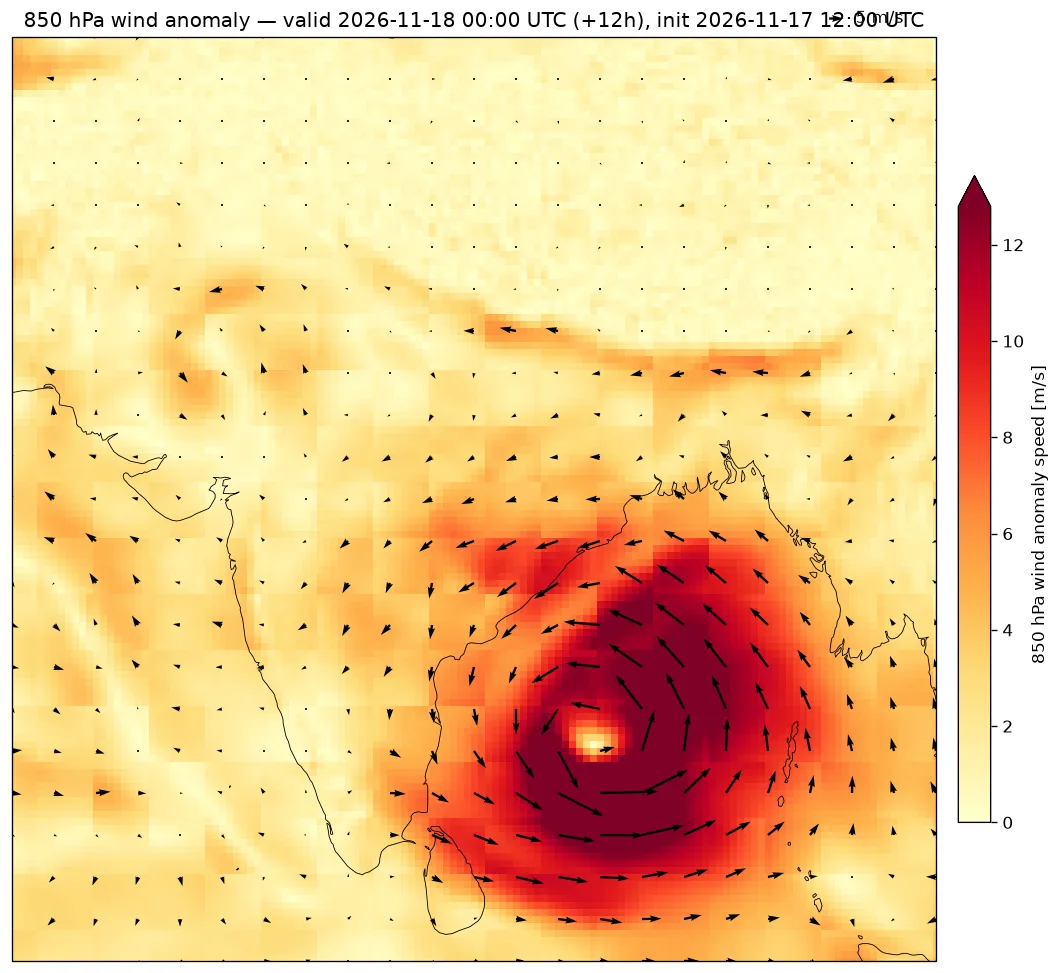 850 hPa wind anomaly — valid 2026-11-18 00:00 UTC (+12h), init 2026-11-17 12:00 UTC
5 m/s
12
10
8
6
4
2
0
850 hPa wind anomaly speed [m/s]